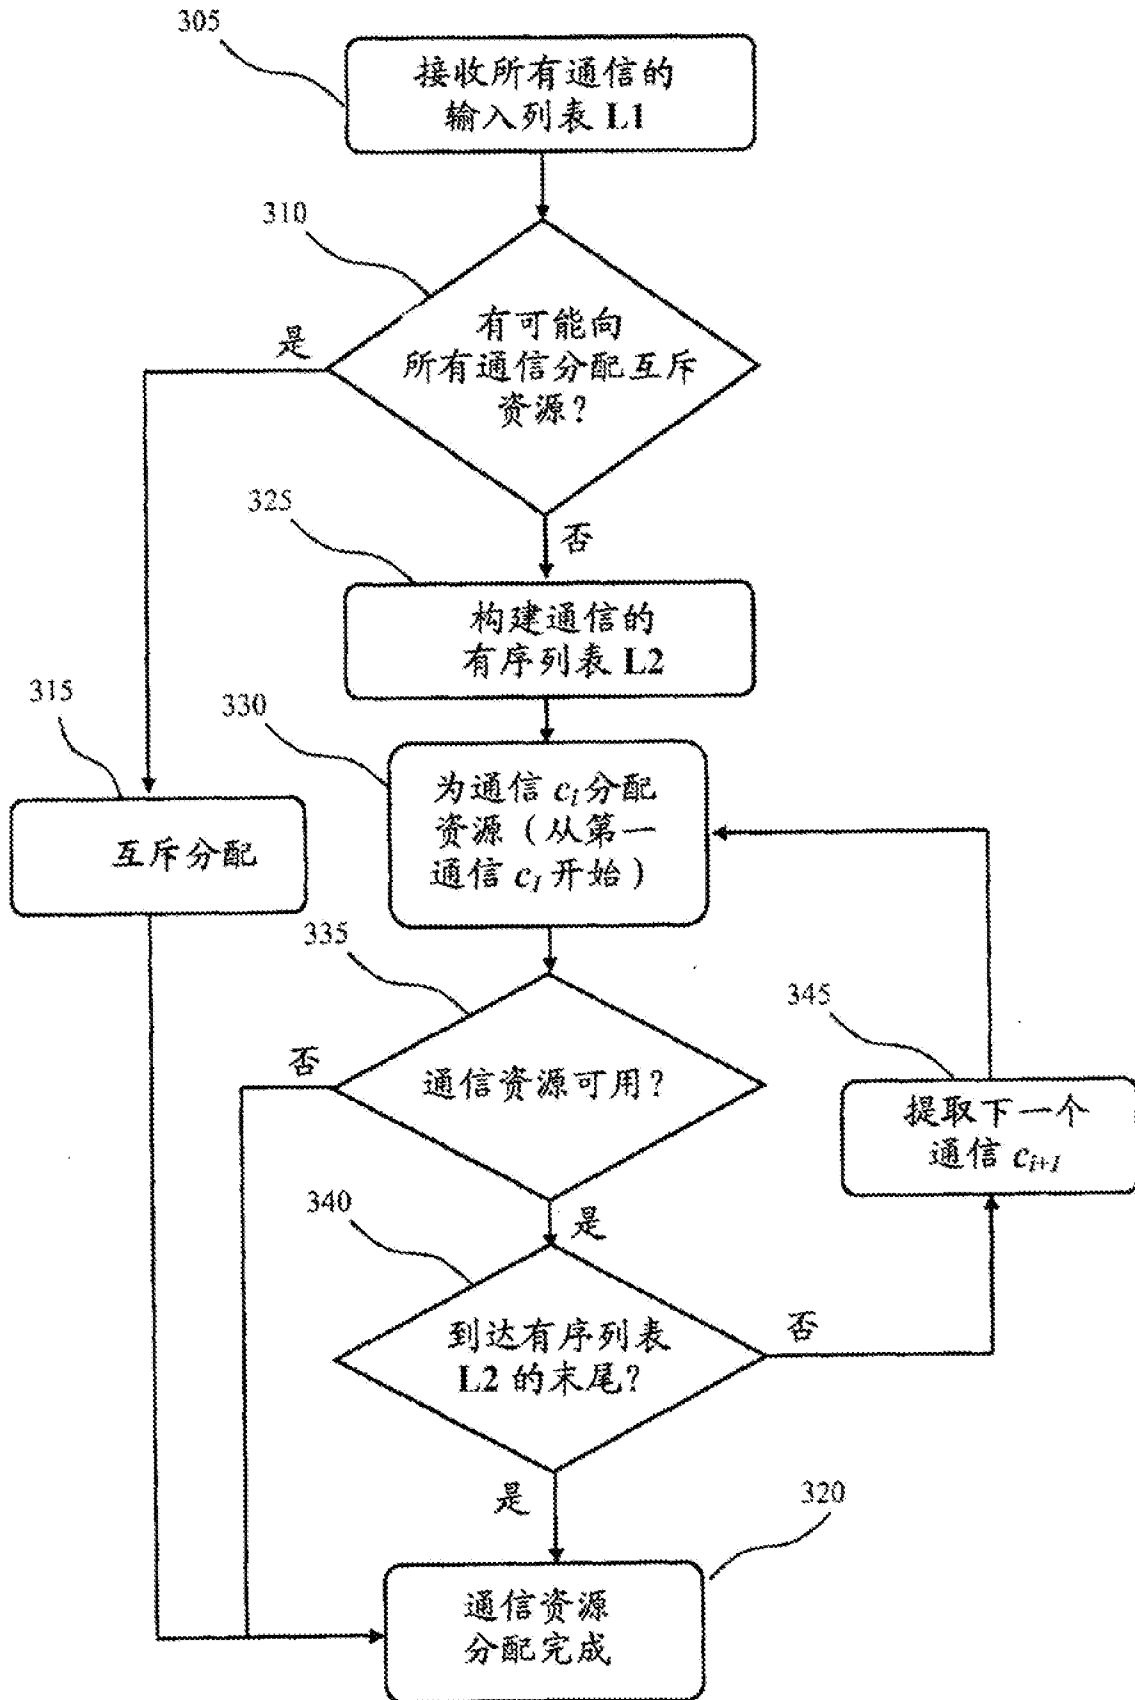 305
接收所有通信的
输入列表 L1
310
有可能向
所有通信分配互斥
资源？
是
否
325
构建通信的
有序列表 L2
315
互斥分配
330
为通信 ci 分配
资源（从第一
通信 c1 开始）
335
通信资源可用？
否
是
345
提取下一个
通信 ci+1
340
到达有序列表
L2 的末尾？
否
是
320
通信资源
分配完成